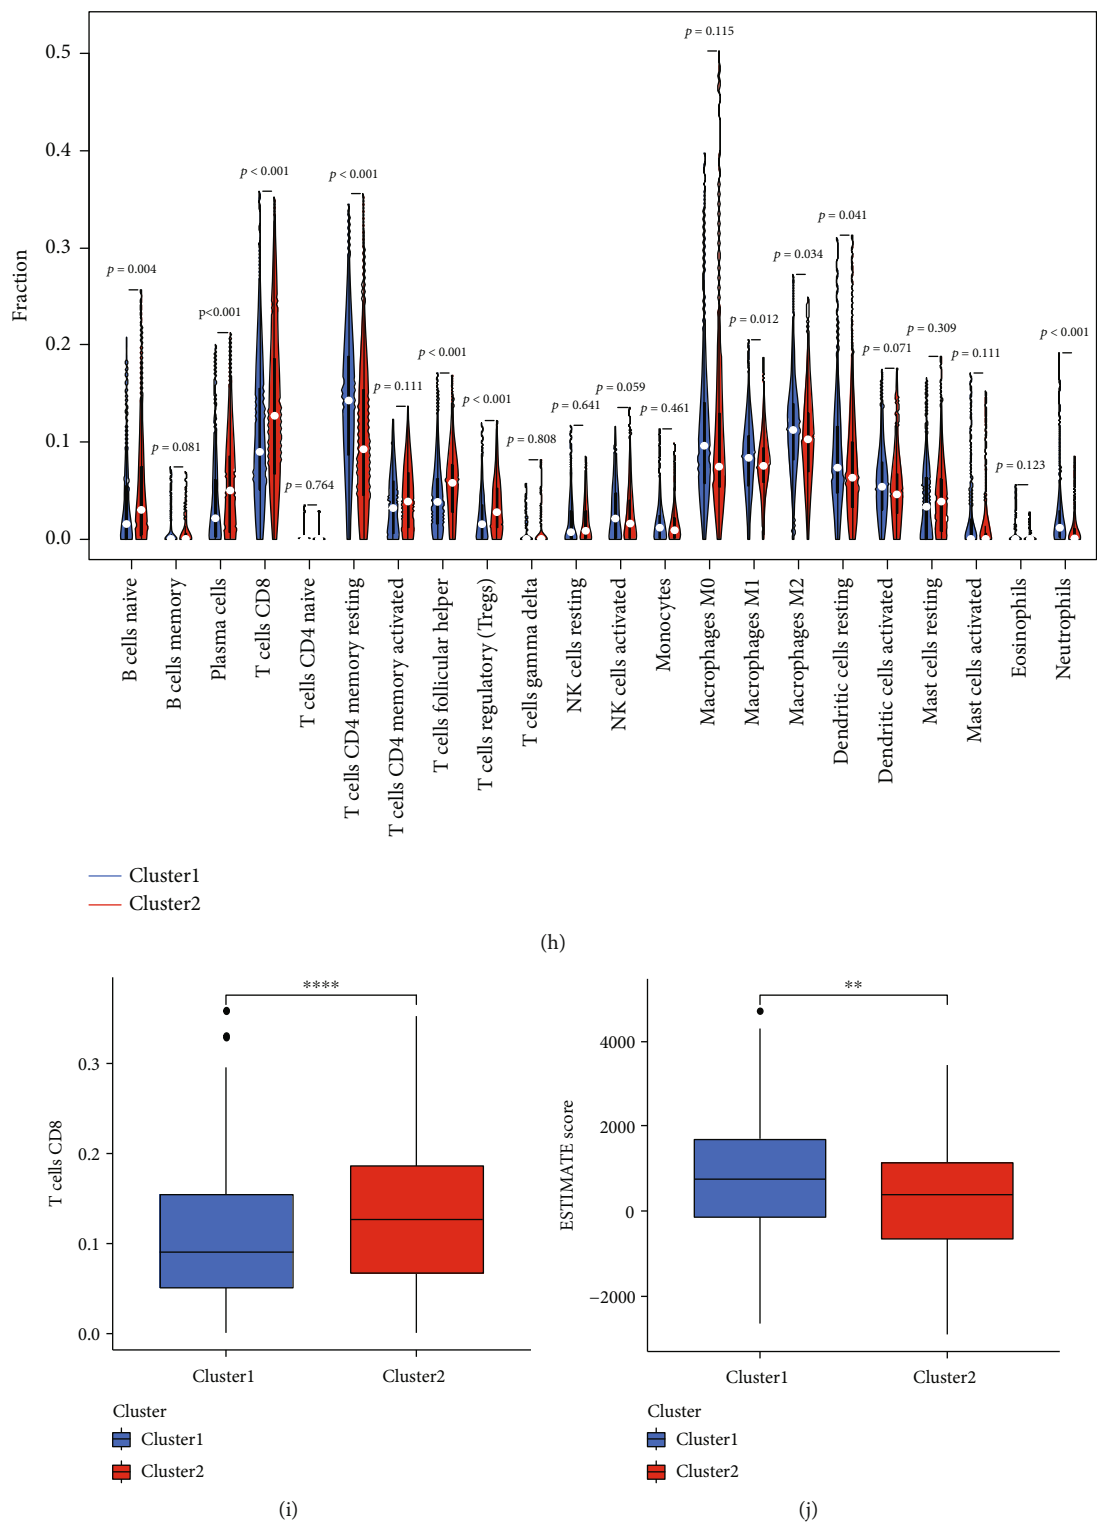 Fraction
0.5
0.4
0.3
0.2
0.1
0.0
p = 0.004
p = 0.081
p<0.001
p < 0.001
p = 0.764
p < 0.001
p = 0.111
p < 0.001
p < 0.001
p = 0.808
p = 0.641
p = 0.059
p = 0.461
p = 0.115
p = 0.012
p = 0.034
p = 0.041
p = 0.071
p = 0.309
p = 0.111
p = 0.123
p < 0.001
B cells naive
B cells memory
Plasma cells
T cells CD8
T cells CD4 naive
T cells CD4 memory resting
T cells CD4 memory activated
T cells follicular helper
T cells regulatory (Tregs)
T cells gamma delta
NK cells resting
NK cells activated
Monocytes
Macrophages M0
Macrophages M1
Macrophages M2
Dendritic cells resting
Dendritic cells activated
Mast cells resting
Mast cells activated
Eosinophils
Neutrophils
Cluster1
Cluster2
(h)
T cells CD8
0.3
0.2
0.1
0.0
****
Cluster1 Cluster2
Cluster
Cluster1
Cluster2
(i)
ESTIMATE score
4000
2000
0
−2000
**
Cluster1 Cluster2
Cluster
Cluster1
Cluster2
(j)